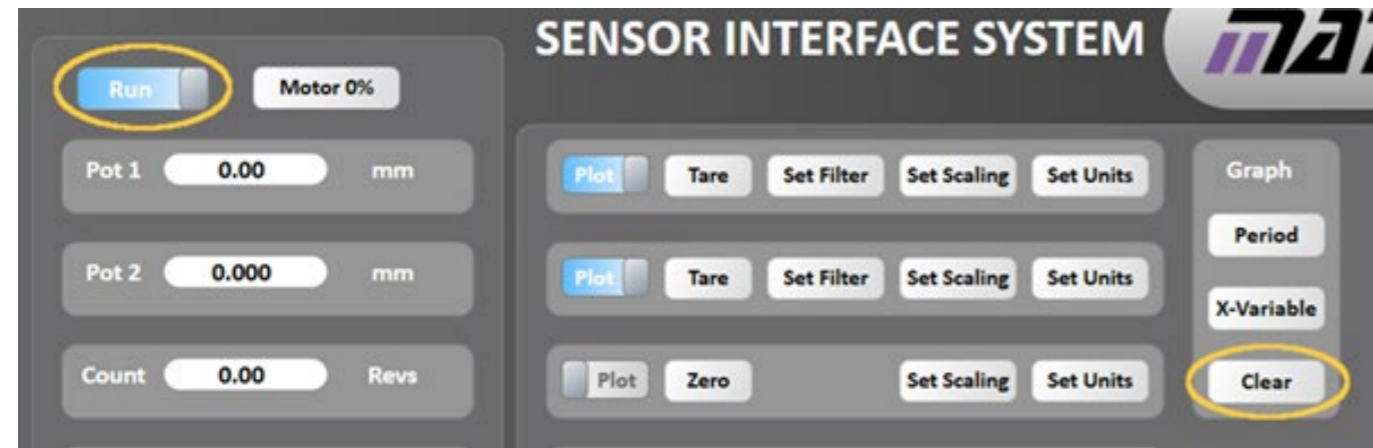 SENSOR INTERFACE SYSTEM
Run Motor 0%
Pot 1 0.00 mm
Plot Tare Set Filter Set Scaling Set Units
Graph
Period
Pot 2 0.000 mm
Plot Tare Set Filter Set Scaling Set Units
X-Variable
Count 0.00 Revs
Plot Zero Set Scaling Set Units
Clear